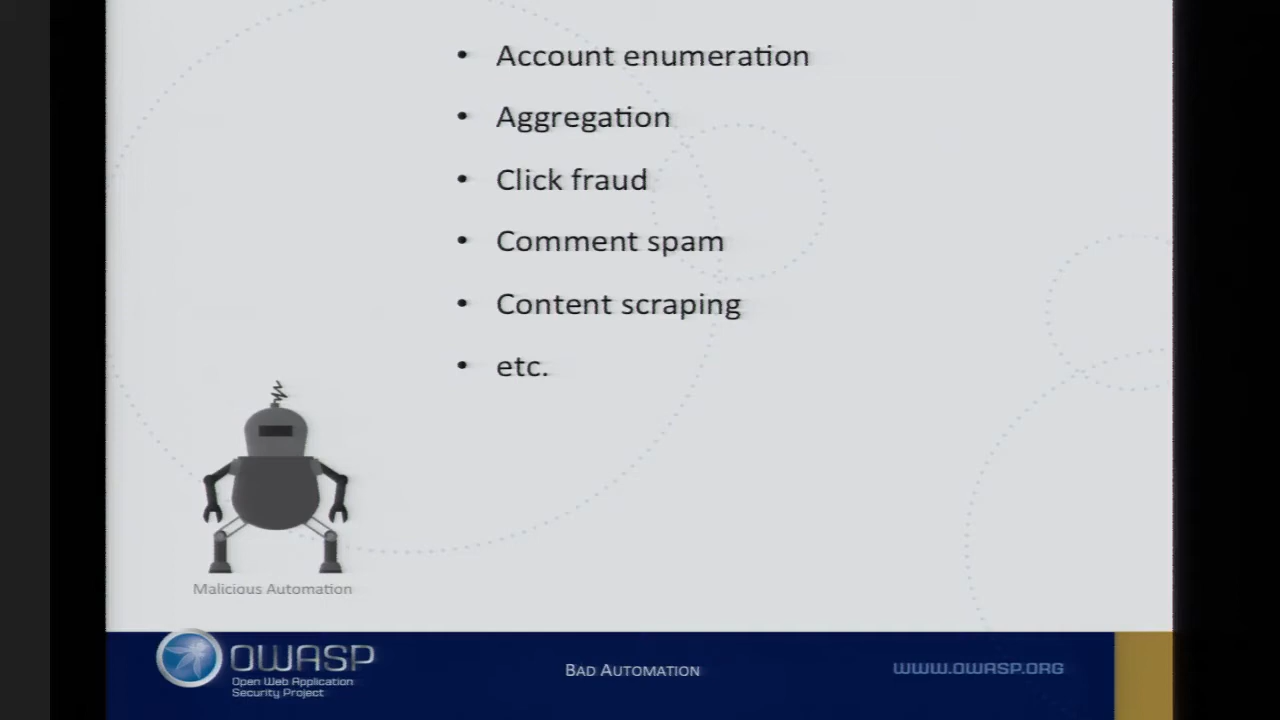 • Account enumeration
• Aggregation
• Click fraud
• Comment spam
• Content scraping
• etc.
Malicious Automation
OWASP
Open Web Application
Security Project
BAD AUTOMATION
WWW.OWASP.ORG